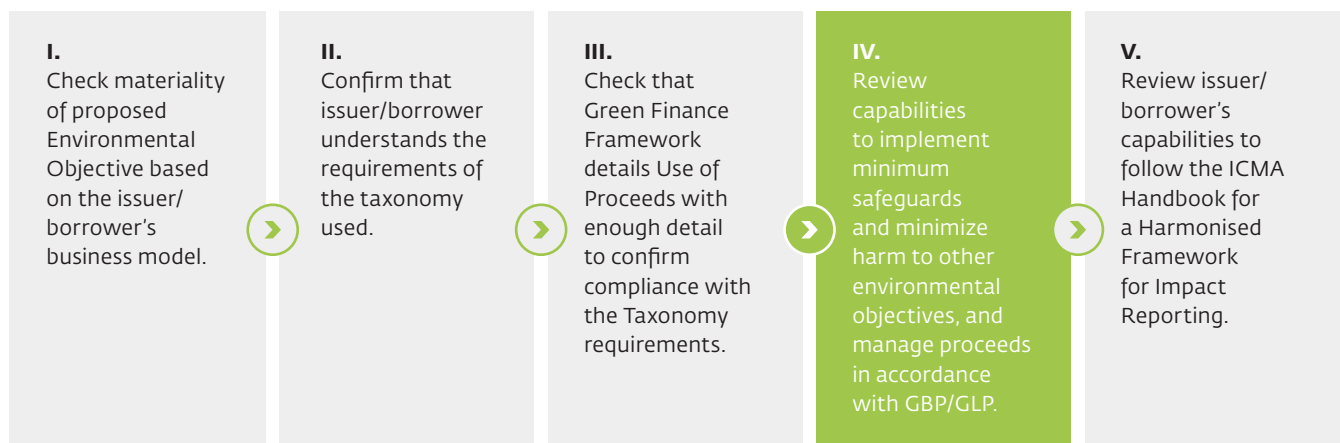 I.
Check materiality
of proposed
Environmental
Objective based
on the issuer/
borrower's
business model.
II.
Confirm that
issuer/borrower
understands the
requirements of
the taxonomy
used.
III.
Check that
Green Finance
Framework
details Use of
Proceeds with
enough detail
to confirm
compliance with
the Taxonomy
requirements.
IV.
Review
capabilities
to implement
minimum
safeguards
and minimize
harm to other
environmental
objectives, and
manage proceeds
in accordance
with GBP/GLP.
V.
Review issuer/
borrower's
capabilities to
follow the ICMA
Handbook for
a Harmonised
Framework
for Impact
Reporting.